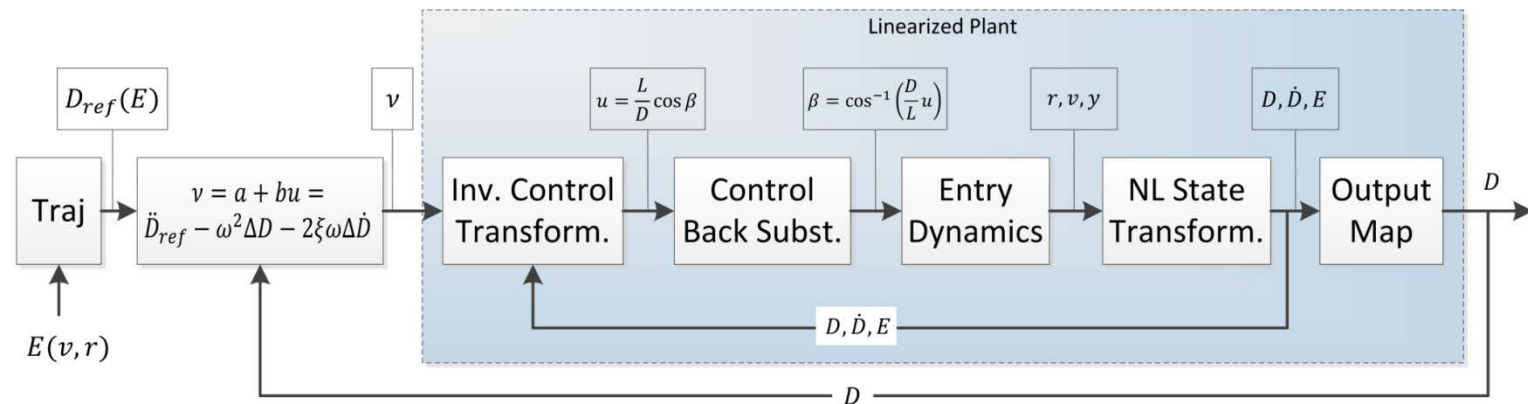 Linearized Plant
D_ref(E)
ν
u = L/D cos β
β = cos⁻¹(D/L u)
r, v, y
D, Ḋ, E
Traj
ν = a + bu =
D̈_ref − ω²ΔD − 2ξωΔḊ
Inv. Control
Transform.
Control
Back Subst.
Entry
Dynamics
NL State
Transform.
Output
Map
D
E(v, r)
D, Ḋ, E
D